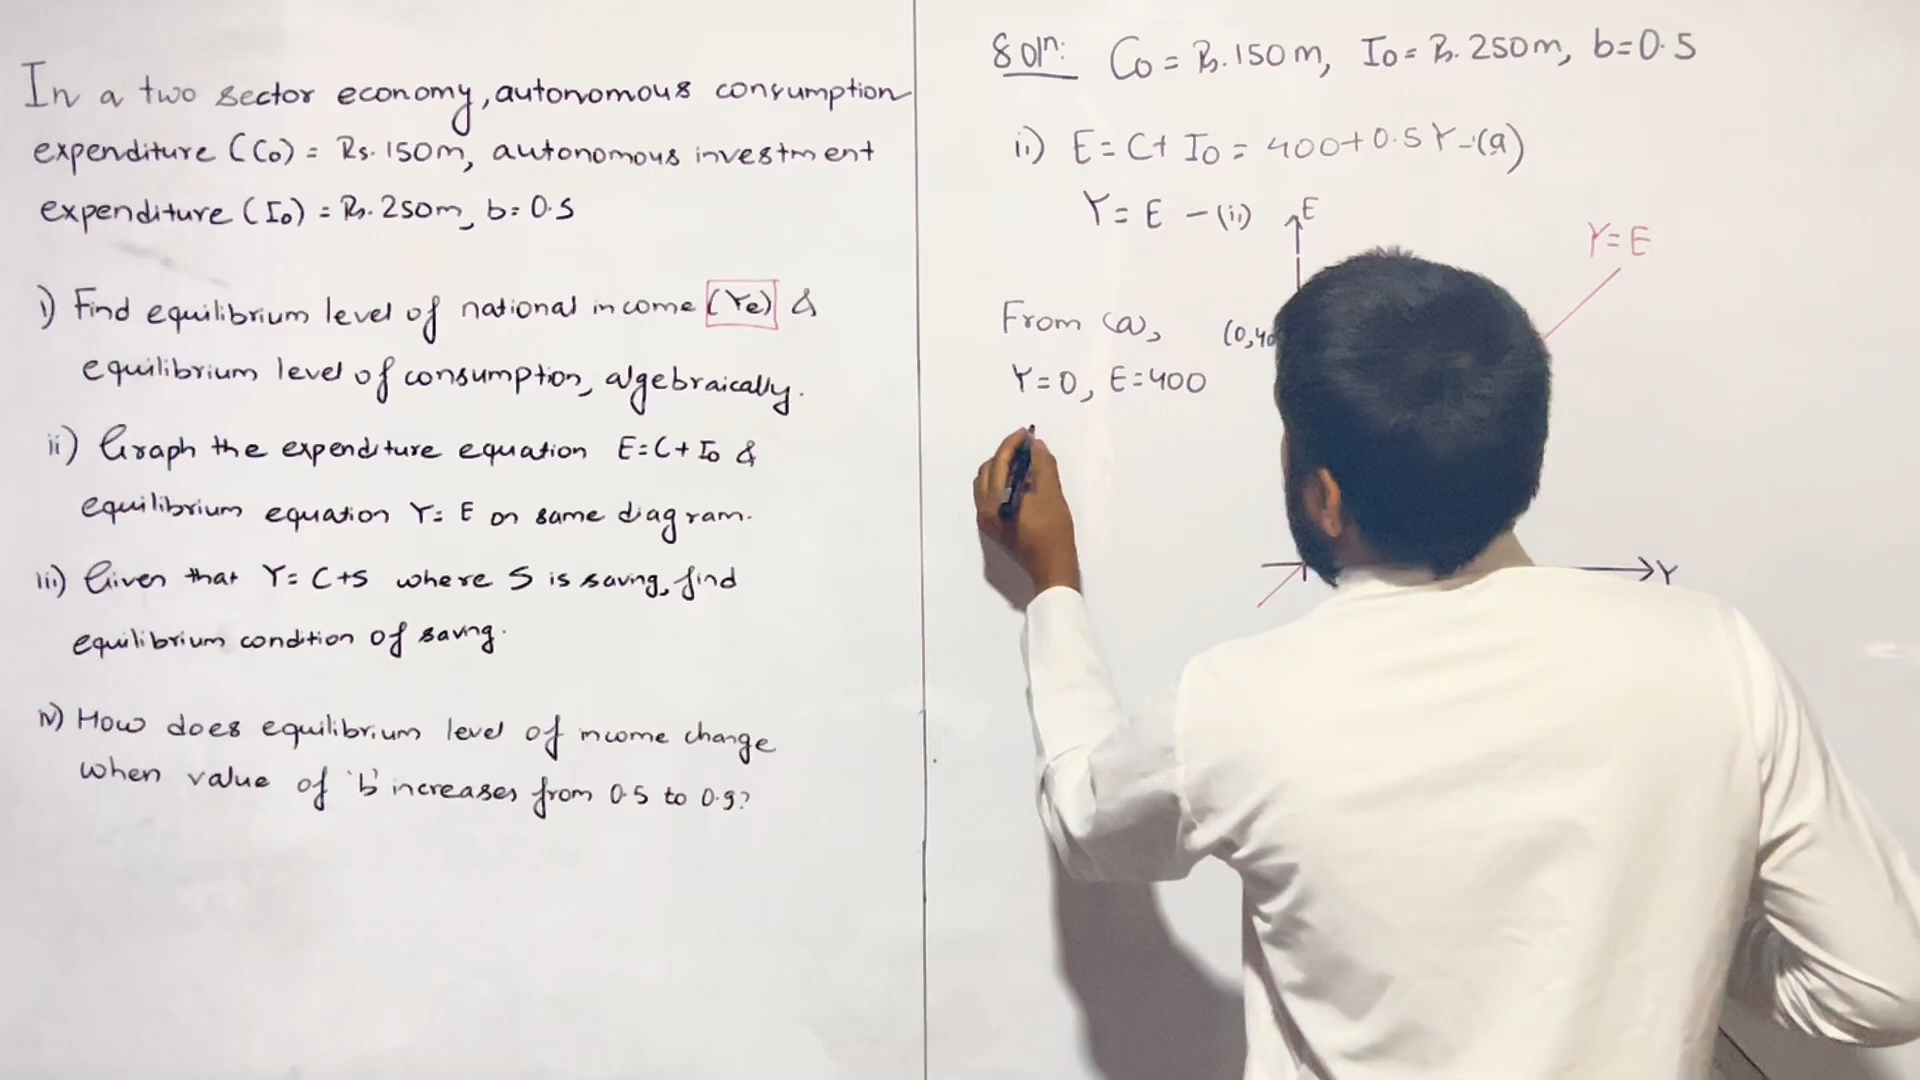 In a two sector economy, autonomous consumption
expenditure (C0) = Rs. 150m, autonomous investment
expenditure (I0) = Rs. 250m, b = 0.5
i) Find equilibrium level of national income (Ye) &
equilibrium level of consumption, algebraically.
ii) Graph the expenditure equation E=C+I0 &
equilibrium equation Y=E on same diagram.
iii) Given that Y= C+S where S is saving, find
equilibrium condition of saving.
iv) How does equilibrium level of income change
when value of 'b' increases from 0.5 to 0.9?
Soln: C0 = Rs. 150m, I0 = Rs. 250m, b=0.5
ii) E = C+ I0 = 400+0.5Y -(a)
Y= E -(ii)
E
Y=E
From (a),
(0,40
Y=0, E=400
Y